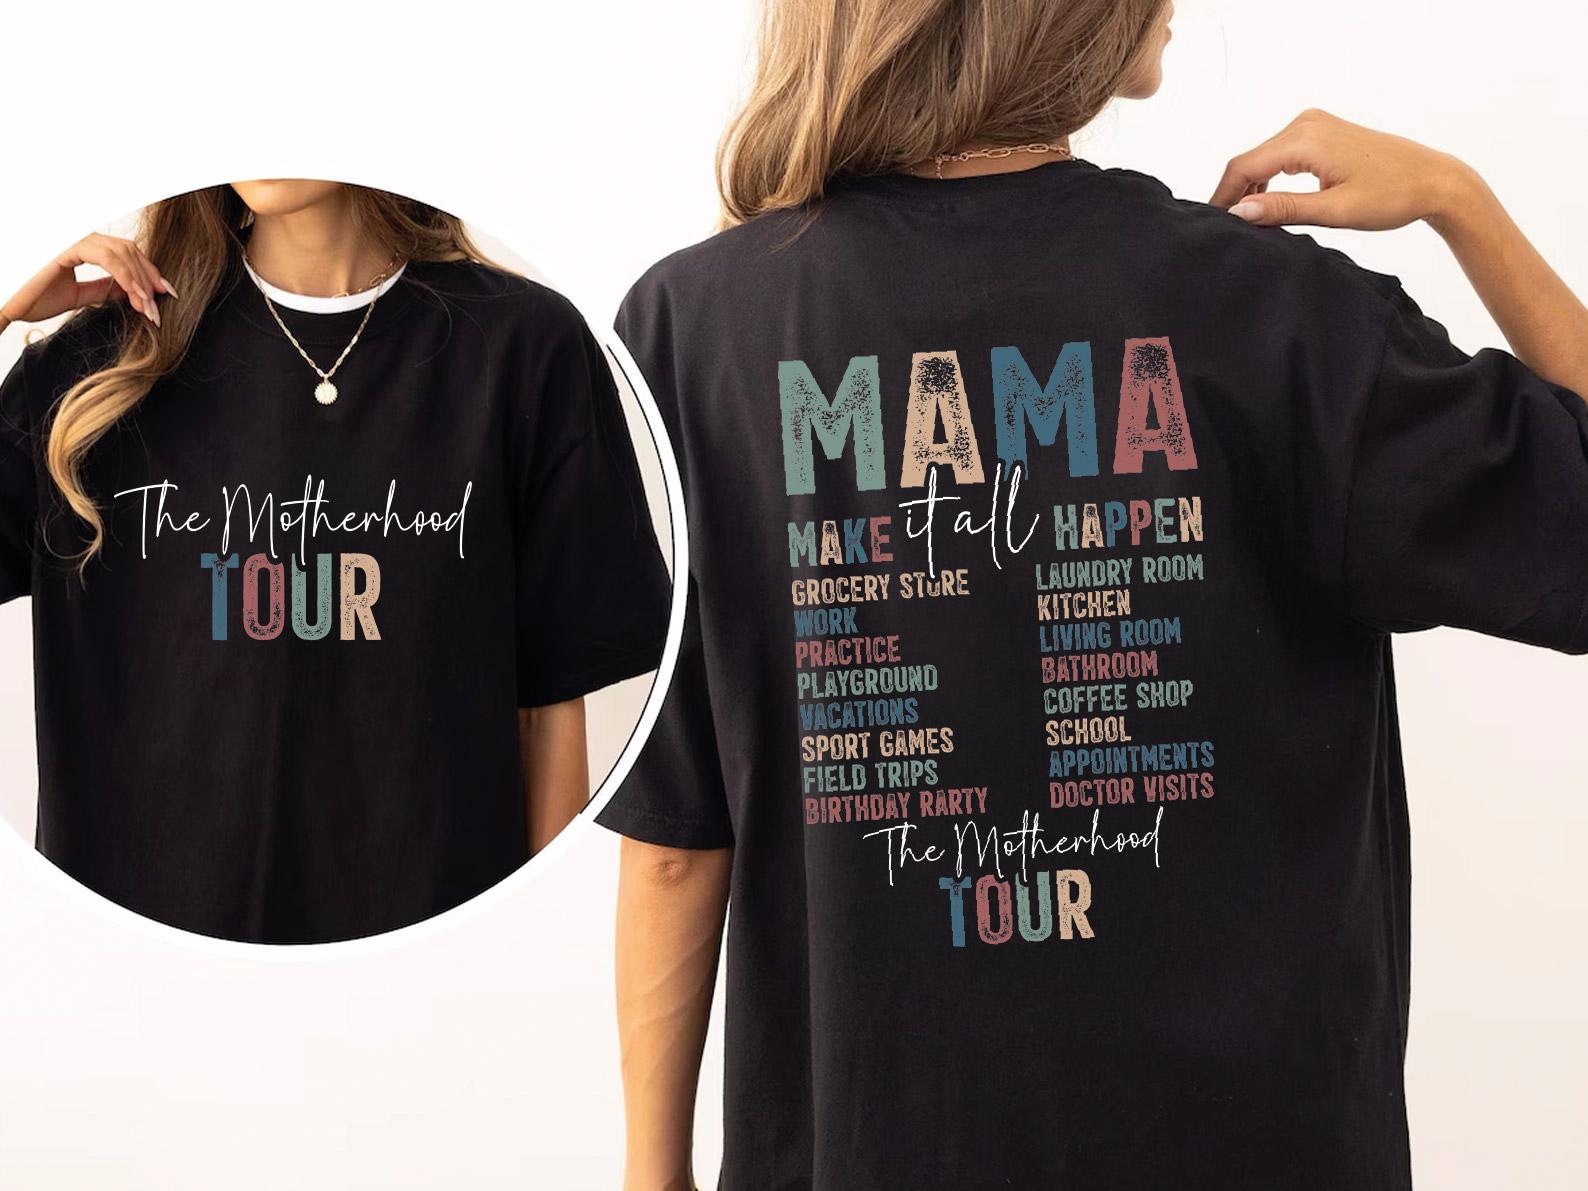 The Motherhood
TOUR
MAMA
MAKE it all HAPPEN
GROCERY STORE
WORK
PRACTICE
PLAYGROUND
VACATIONS
SPORT GAMES
FIELD TRIPS
BIRTHDAY RARTY
LAUNDRY ROOM
KITCHEN
LIVING ROOM
BATHROOM
COFFEE SHOP
SCHOOL
APPOINTMENTS
DOCTOR VISITS
The Motherhood
TOUR